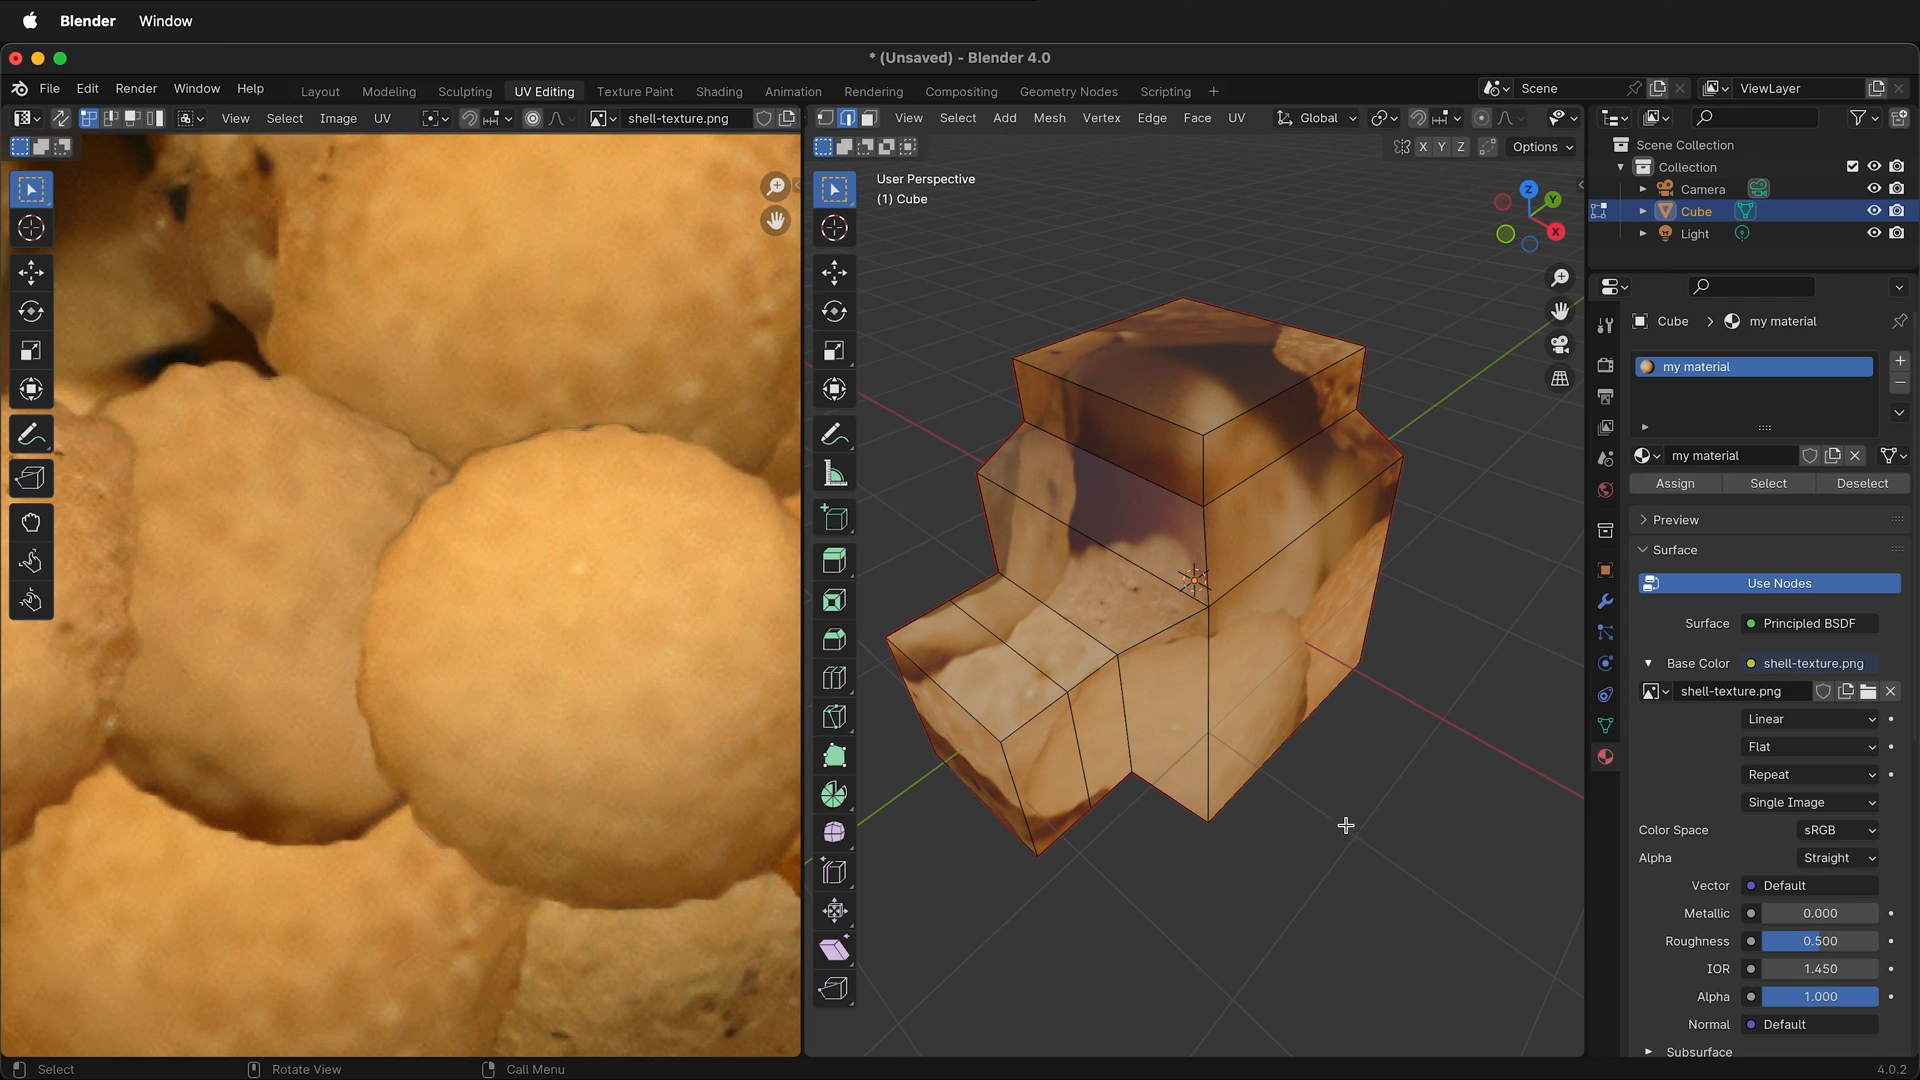 Blender Window
* (Unsaved) - Blender 4.0
File Edit Render Window Help Layout Modeling Sculpting UV Editing Texture Paint Shading Animation Rendering Compositing Geometry Nodes Scripting + Scene ViewLayer
View Select Image UV shell-texture.png View Select Add Mesh Vertex Edge Face UV Global
X Y Z Options
User Perspective
(1) Cube
Z Y X
Scene Collection
Collection
Camera
Cube
Light
Cube > my material
my material
my material
Assign Select Deselect
Preview
Surface
Use Nodes
Surface Principled BSDF
Base Color shell-texture.png
shell-texture.png
Linear
Flat
Repeat
Single Image
Color Space sRGB
Alpha Straight
Vector Default
Metallic 0.000
Roughness 0.500
IOR 1.450
Alpha 1.000
Normal Default
Subsurface
Select Rotate View Call Menu 4.0.2